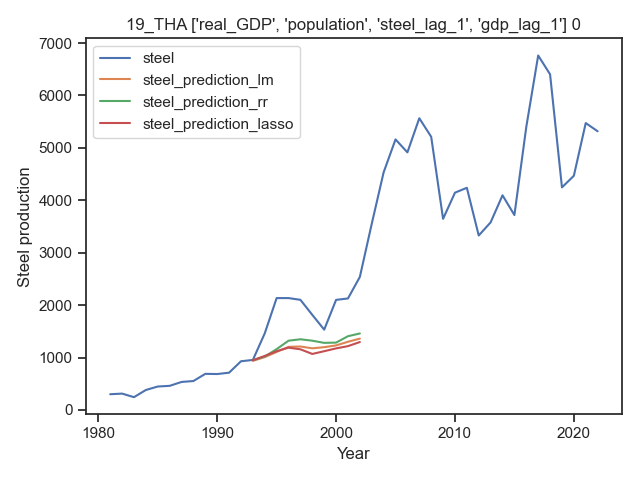 19_THA ['real_GDP', 'population', 'steel_lag_1', 'gdp_lag_1'] 0
7000
6000
5000
4000
3000
2000
1000
0
Steel production
steel
steel_prediction_lm
steel_prediction_rr
steel_prediction_lasso
1980
1990
2000
2010
2020
Year